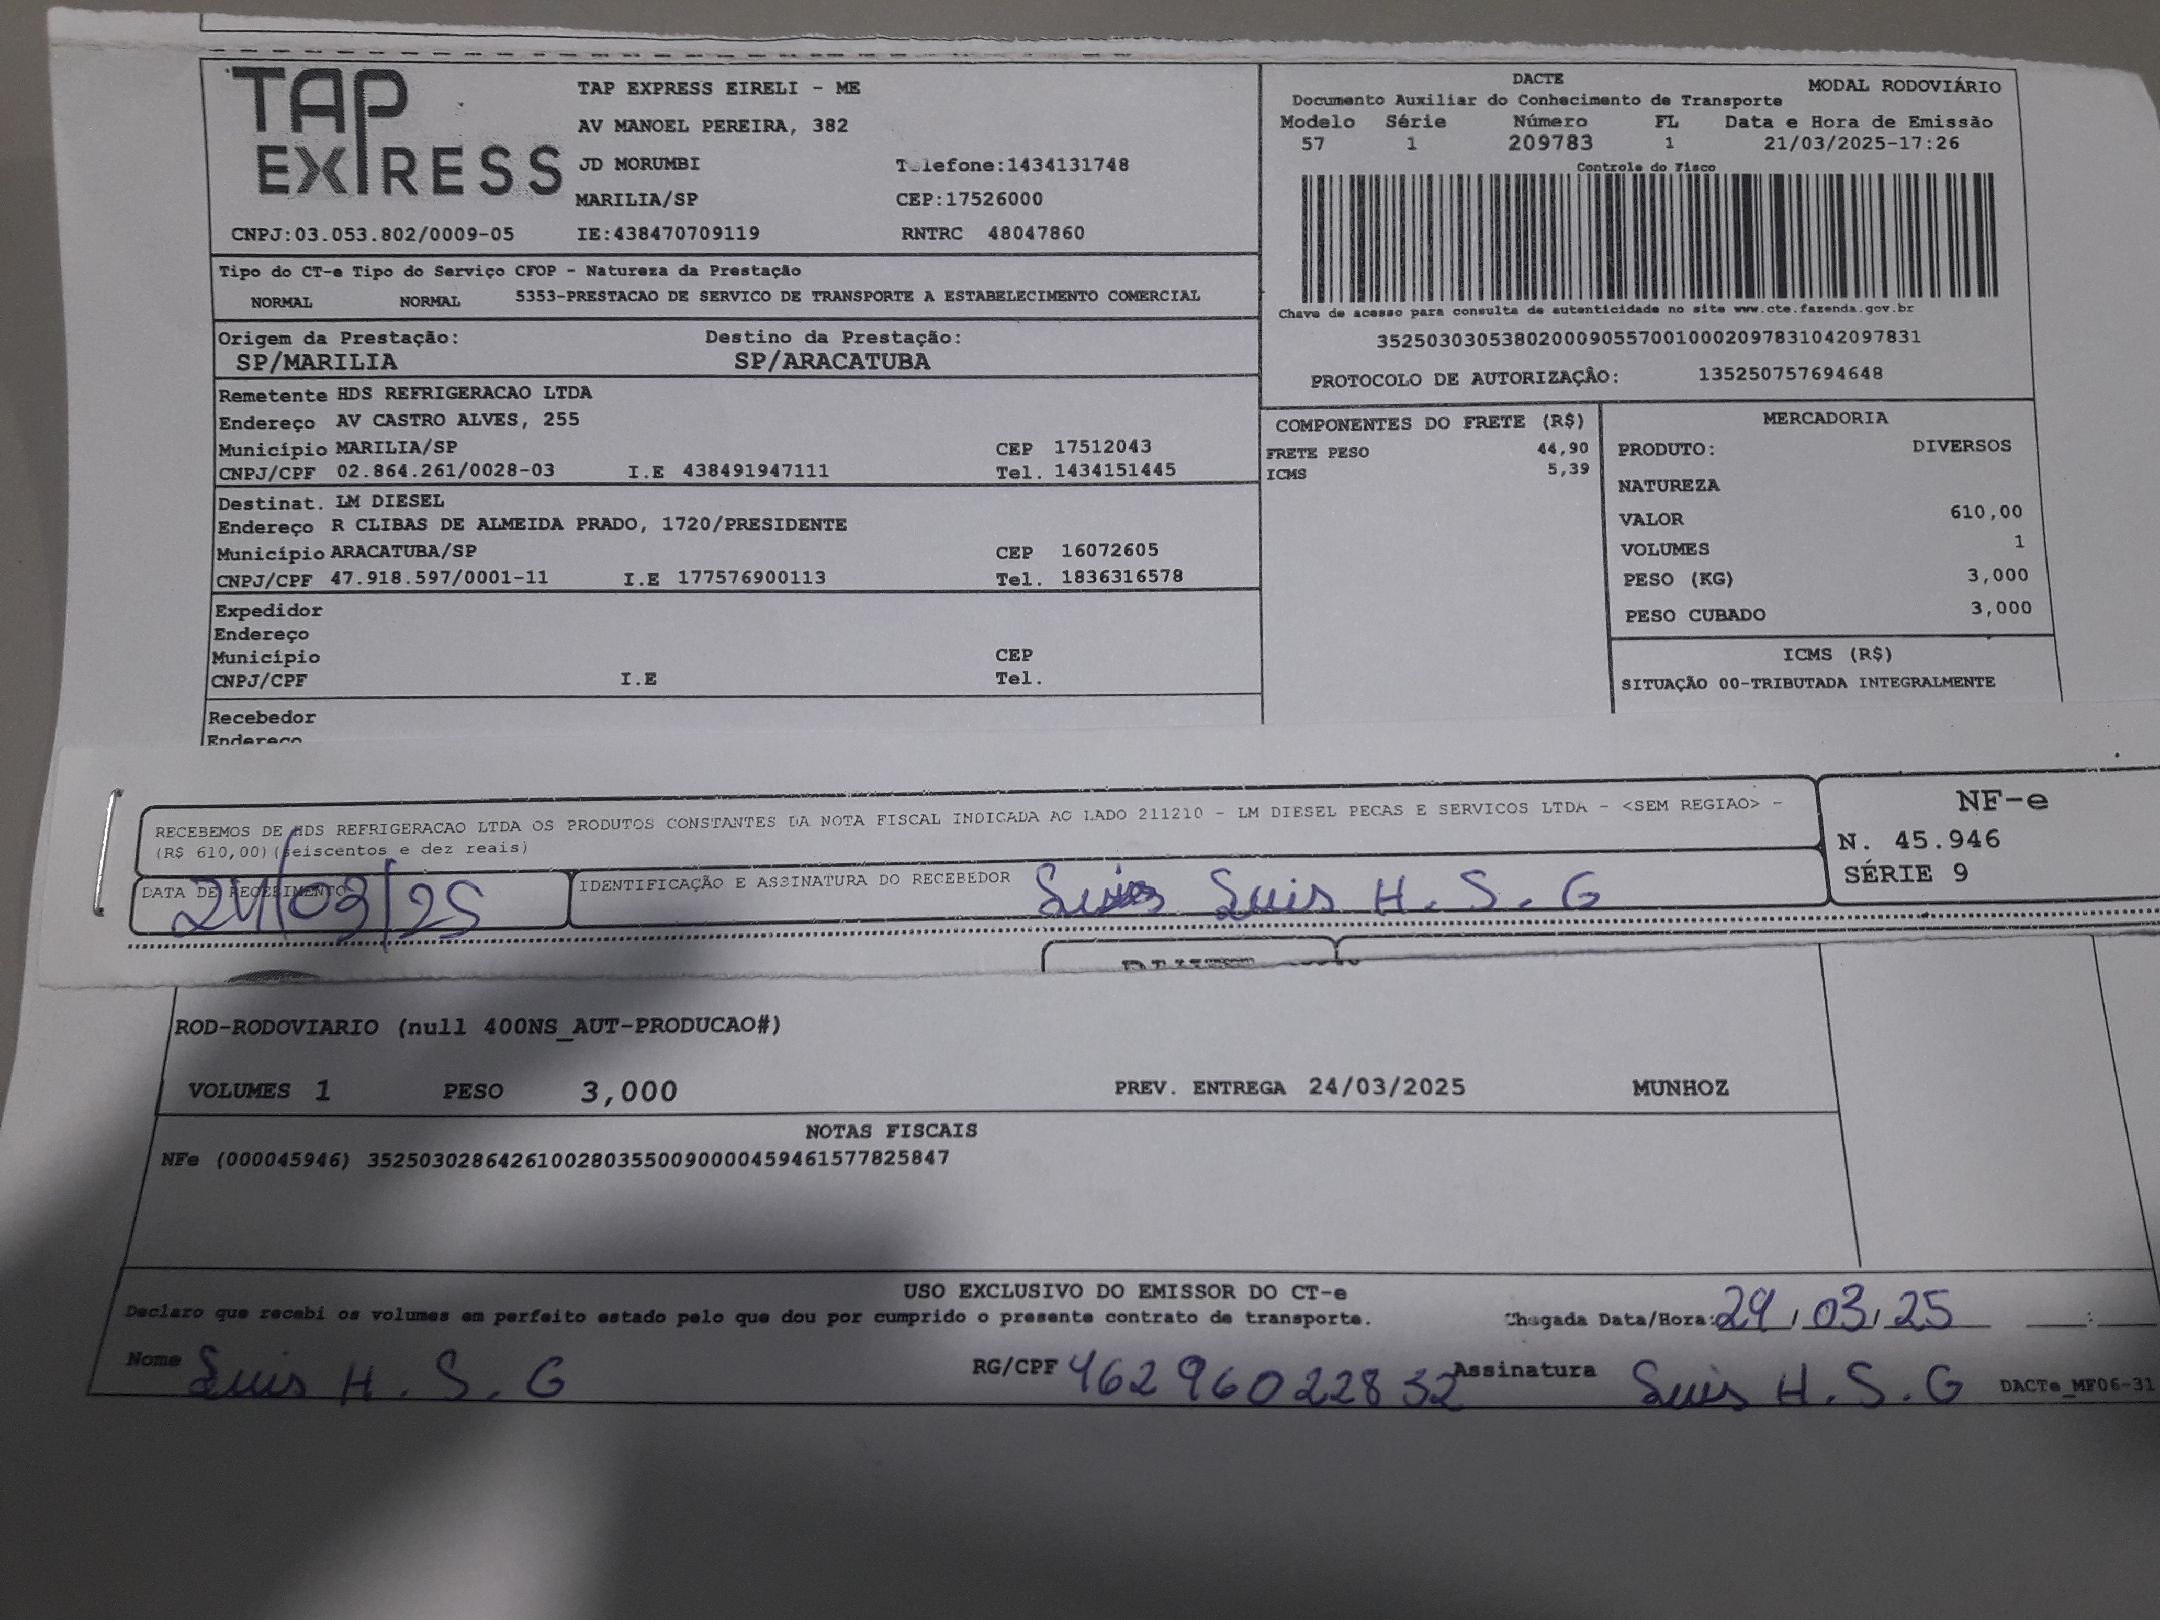 TAP EXPRESS
TAP EXPRESS EIRELI - ME
AV MANOEL PEREIRA, 382
JD MORUMBI Telefone:1434131748
MARILIA/SP CEP:17526000
CNPJ:03.053.802/0009-05 IE:438470709119 RNTRC 48047860
DACTE MODAL RODOVIÁRIO
Documento Auxiliar do Conhecimento de Transporte
Modelo Série Número FL Data e Hora de Emissão
57 1 209783 1 21/03/2025-17:26
Controle do Fisco
Chave de acesso para consulta de autenticidade no site www.cte.fazenda.gov.br
35250303053802000905570010002097831042097831
PROTOCOLO DE AUTORIZAÇÃO: 135250757694648
Tipo do CT-e Tipo do Serviço CFOP - Natureza da Prestação
NORMAL NORMAL 5353-PRESTACAO DE SERVICO DE TRANSPORTE A ESTABELECIMENTO COMERCIAL
Origem da Prestação: Destino da Prestação:
SP/MARILIA SP/ARACATUBA
Remetente HDS REFRIGERACAO LTDA
Endereço AV CASTRO ALVES, 255
Município MARILIA/SP CEP 17512043
CNPJ/CPF 02.864.261/0028-03 I.E 438491947111 Tel. 1434151445
Destinat. LM DIESEL
Endereço R CLIBAS DE ALMEIDA PRADO, 1720/PRESIDENTE
Município ARACATUBA/SP CEP 16072605
CNPJ/CPF 47.918.597/0001-11 I.E 177576900113 Tel. 1836316578
Expedidor
Endereço
Município CEP
CNPJ/CPF I.E Tel.
Recebedor
Endereço
COMPONENTES DO FRETE (R$)
FRETE PESO 44,90
ICMS 5,39
MERCADORIA
PRODUTO: DIVERSOS
NATUREZA
VALOR 610,00
VOLUMES 1
PESO (KG) 3,000
PESO CUBADO 3,000
ICMS (R$)
SITUAÇÃO 00-TRIBUTADA INTEGRALMENTE
RECEBEMOS DE HDS REFRIGERACAO LTDA OS PRODUTOS CONSTANTES DA NOTA FISCAL INDICADA AO LADO 211210 - LM DIESEL PECAS E SERVICOS LTDA - <SEM REGIAO> -
(R$ 610,00)(seiscentos e dez reais)
DATA DE RECEBIMENTO IDENTIFICAÇÃO E ASSINATURA DO RECEBEDOR Luis H. S. G
24/03/25
NF-e
N. 45.946
SÉRIE 9
ROD-RODOVIARIO (null 400NS_AUT-PRODUCAO#)
VOLUMES 1 PESO 3,000 PREV. ENTREGA 24/03/2025 MUNHOZ
NOTAS FISCAIS
NFe (000045946) 35250302864261002803550090000459461577825847
USO EXCLUSIVO DO EMISSOR DO CT-e
Declaro que recebi os volumes em perfeito estado pelo que dou por cumprido o presente contrato de transporte. Chegada Data/Hora: 24/03/25 :
Nome Luis H. S. G RG/CPF 46296022832 Assinatura Luis H. S. G DACTe_MF06-31